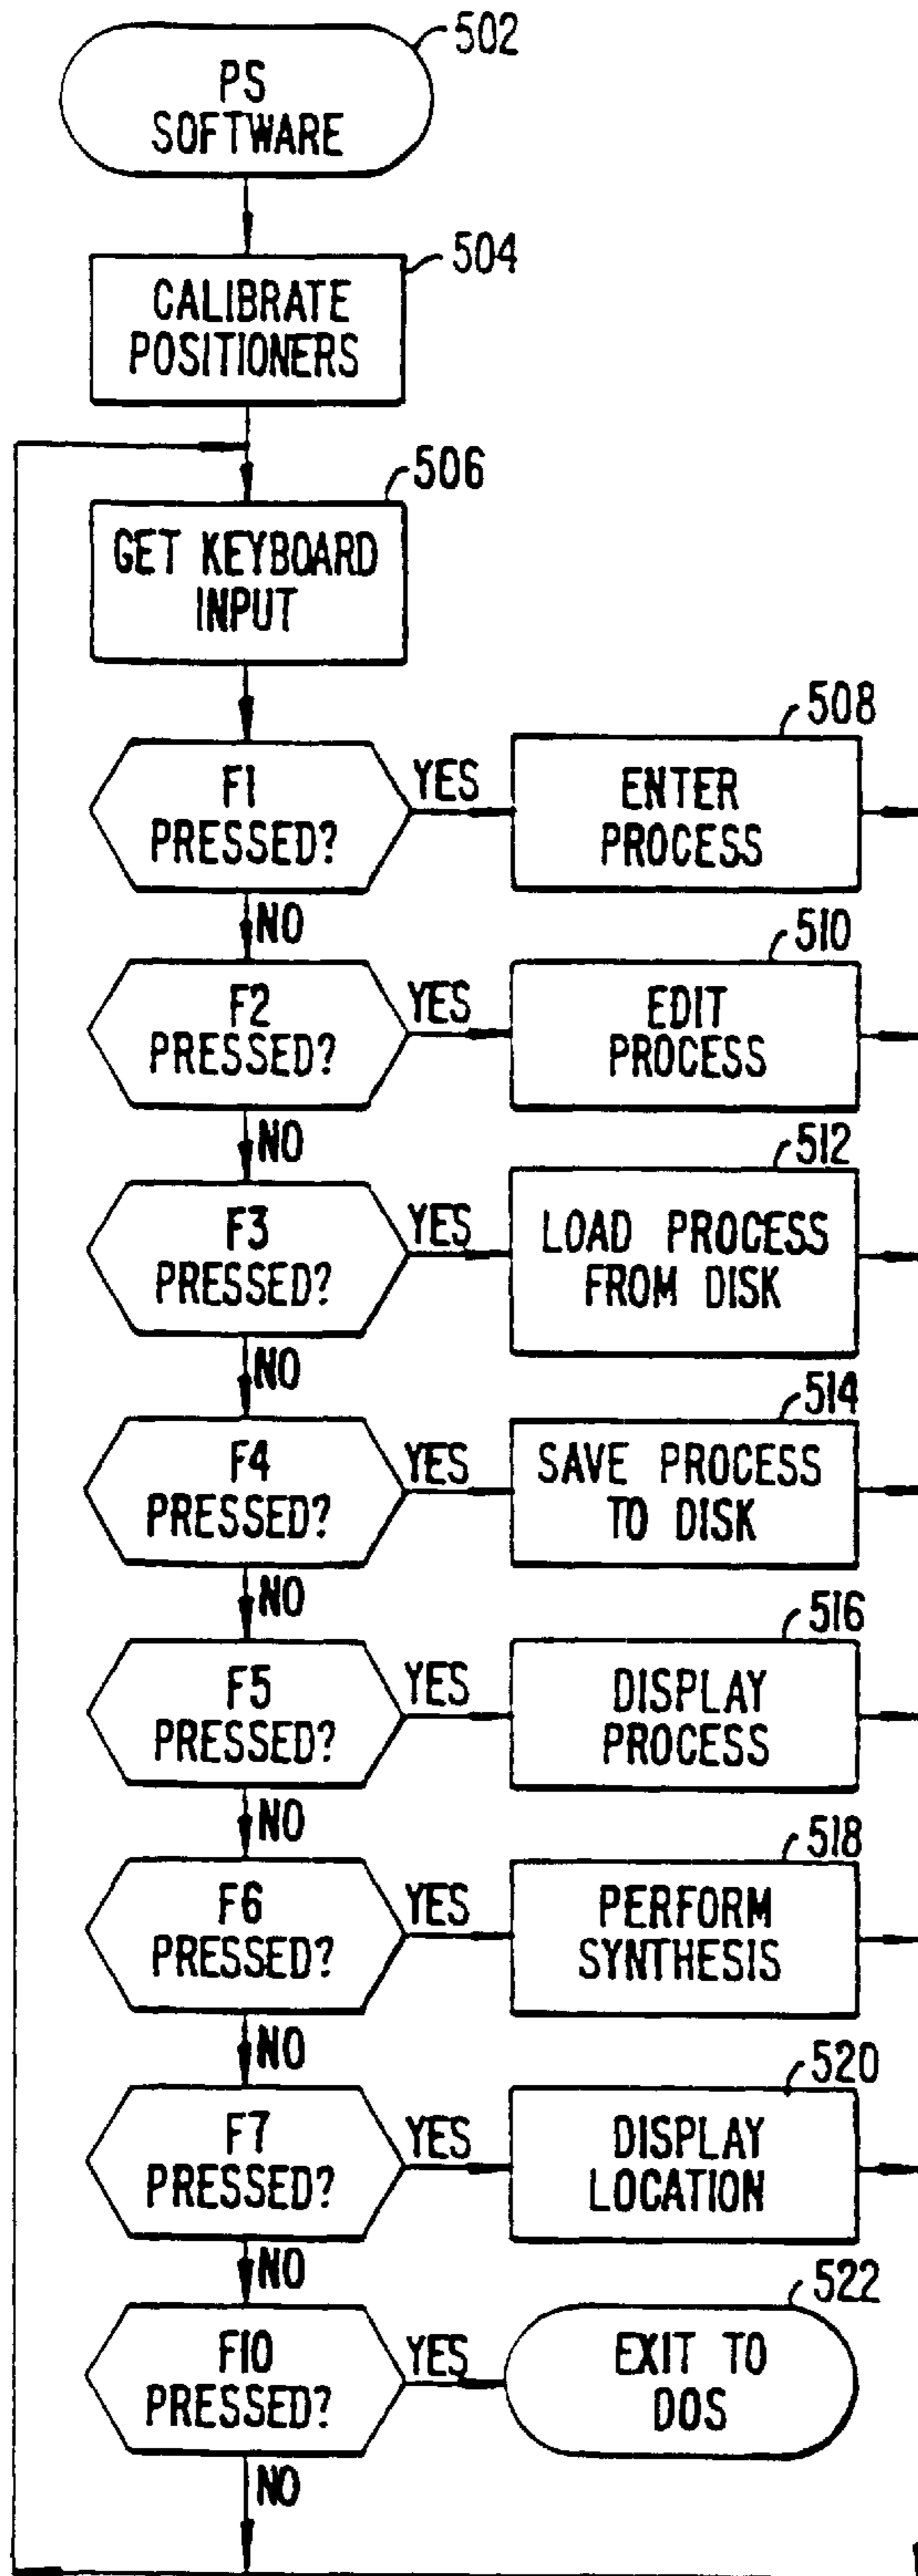 502
PS
SOFTWARE
504
CALIBRATE
POSITIONERS
506
GET KEYBOARD
INPUT
508
F1
PRESSED?
YES
ENTER
PROCESS
NO
510
F2
PRESSED?
YES
EDIT
PROCESS
NO
512
F3
PRESSED?
YES
LOAD PROCESS
FROM DISK
NO
514
F4
PRESSED?
YES
SAVE PROCESS
TO DISK
NO
516
F5
PRESSED?
YES
DISPLAY
PROCESS
NO
518
F6
PRESSED?
YES
PERFORM
SYNTHESIS
NO
520
F7
PRESSED?
YES
DISPLAY
LOCATION
NO
522
F10
PRESSED?
YES
EXIT TO
DOS
NO